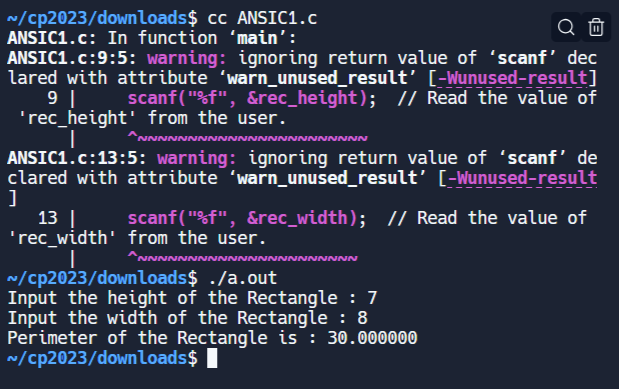 ~/cp2023/downloads$ cc ANSIC1.c
ANSIC1.c: In function ‘main’:
ANSIC1.c:9:5: warning: ignoring return value of ‘scanf’ dec
lared with attribute ‘warn_unused_result’ [-Wunused-result]
    9 |     scanf("%f", &rec_height);  // Read the value of
 'rec_height' from the user.
      |     ^~~~~~~~~~~~~~~~~~~~~~~~
ANSIC1.c:13:5: warning: ignoring return value of ‘scanf’ de
clared with attribute ‘warn_unused_result’ [-Wunused-result
]
   13 |     scanf("%f", &rec_width);  // Read the value of
'rec_width' from the user.
      |     ^~~~~~~~~~~~~~~~~~~~~~~
~/cp2023/downloads$ ./a.out
Input the height of the Rectangle : 7
Input the width of the Rectangle : 8
Perimeter of the Rectangle is : 30.000000
~/cp2023/downloads$